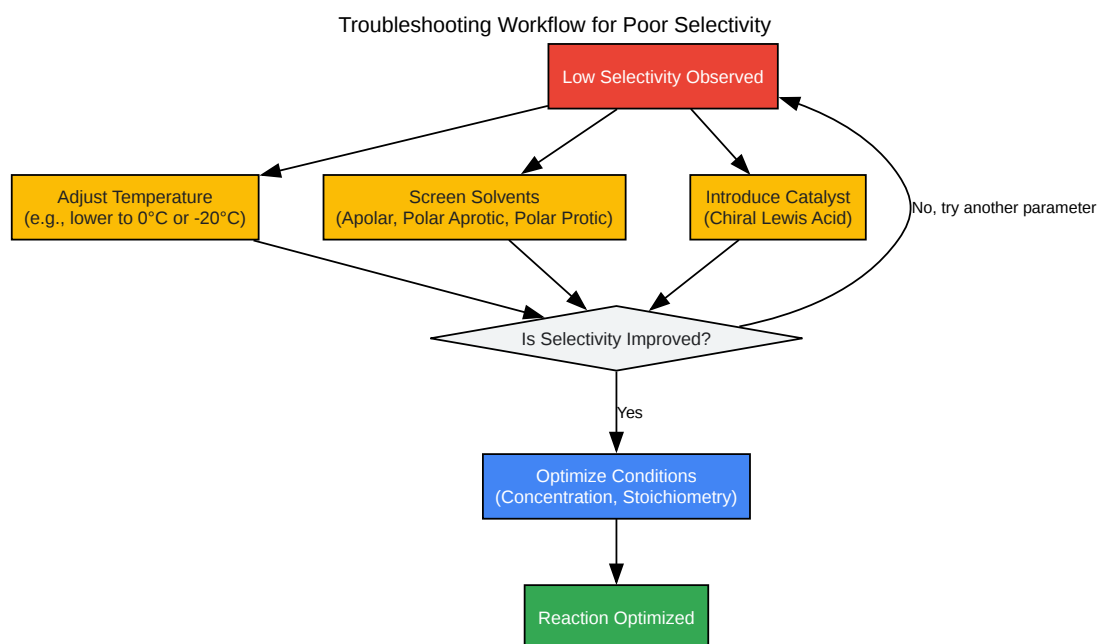 Troubleshooting Workflow for Poor Selectivity
Low Selectivity Observed
Adjust Temperature
(e.g., lower to 0°C or -20°C)
Screen Solvents
(Apolar, Polar Aprotic, Polar Protic)
Introduce Catalyst
(Chiral Lewis Acid)
No, try another parameter
Is Selectivity Improved?
Yes
Optimize Conditions
(Concentration, Stoichiometry)
Reaction Optimized